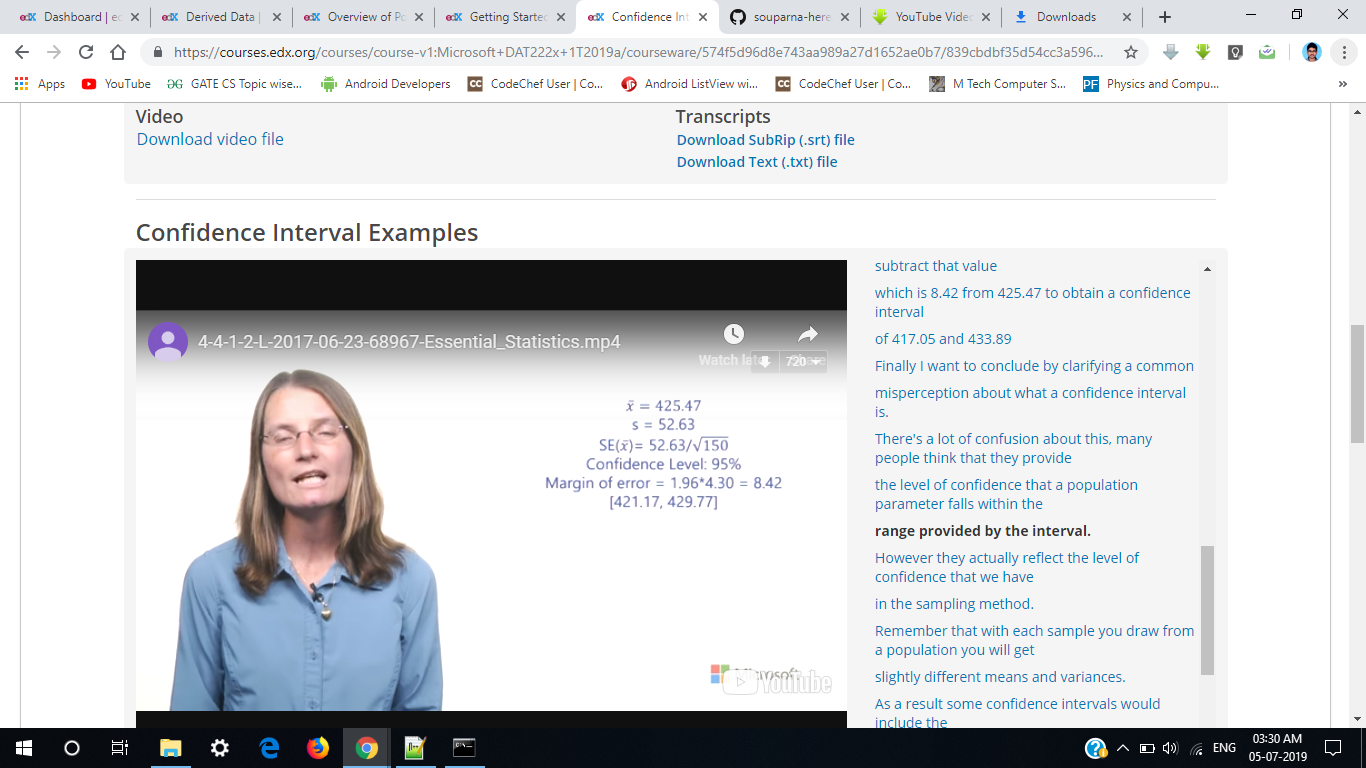 Dashboard | ec
Derived Data |
Overview of Po
Getting Started
Confidence Int
souparna-here
YouTube Video
Downloads
https://courses.edx.org/courses/course-v1:Microsoft+DAT222x+1T2019a/courseware/574f5d96d8e743aa989a27d1652ae0b7/839cbdbf35d54cc3a596...
Apps
YouTube
GATE CS Topic wise...
Android Developers
CodeChef User | Co...
Android ListView wi...
CodeChef User | Co...
M Tech Computer S...
Physics and Compu...
Video
Download video file
Transcripts
Download SubRip (.srt) file
Download Text (.txt) file
Confidence Interval Examples
4-4-1-2-L-2017-06-23-68967-Essential_Statistics.mp4
Watch late
Share
720
x̄ = 425.47
s = 52.63
SE(x̄)= 52.63/√150
Confidence Level: 95%
Margin of error = 1.96*4.30 = 8.42
[421.17, 429.77]
Microsoft
YouTube
subtract that value
which is 8.42 from 425.47 to obtain a confidence
interval
of 417.05 and 433.89
Finally I want to conclude by clarifying a common
misperception about what a confidence interval
is.
There's a lot of confusion about this, many
people think that they provide
the level of confidence that a population
parameter falls within the
range provided by the interval.
However they actually reflect the level of
confidence that we have
in the sampling method.
Remember that with each sample you draw from
a population you will get
slightly different means and variances.
As a result some confidence intervals would
include the
ENG
03:30 AM
05-07-2019